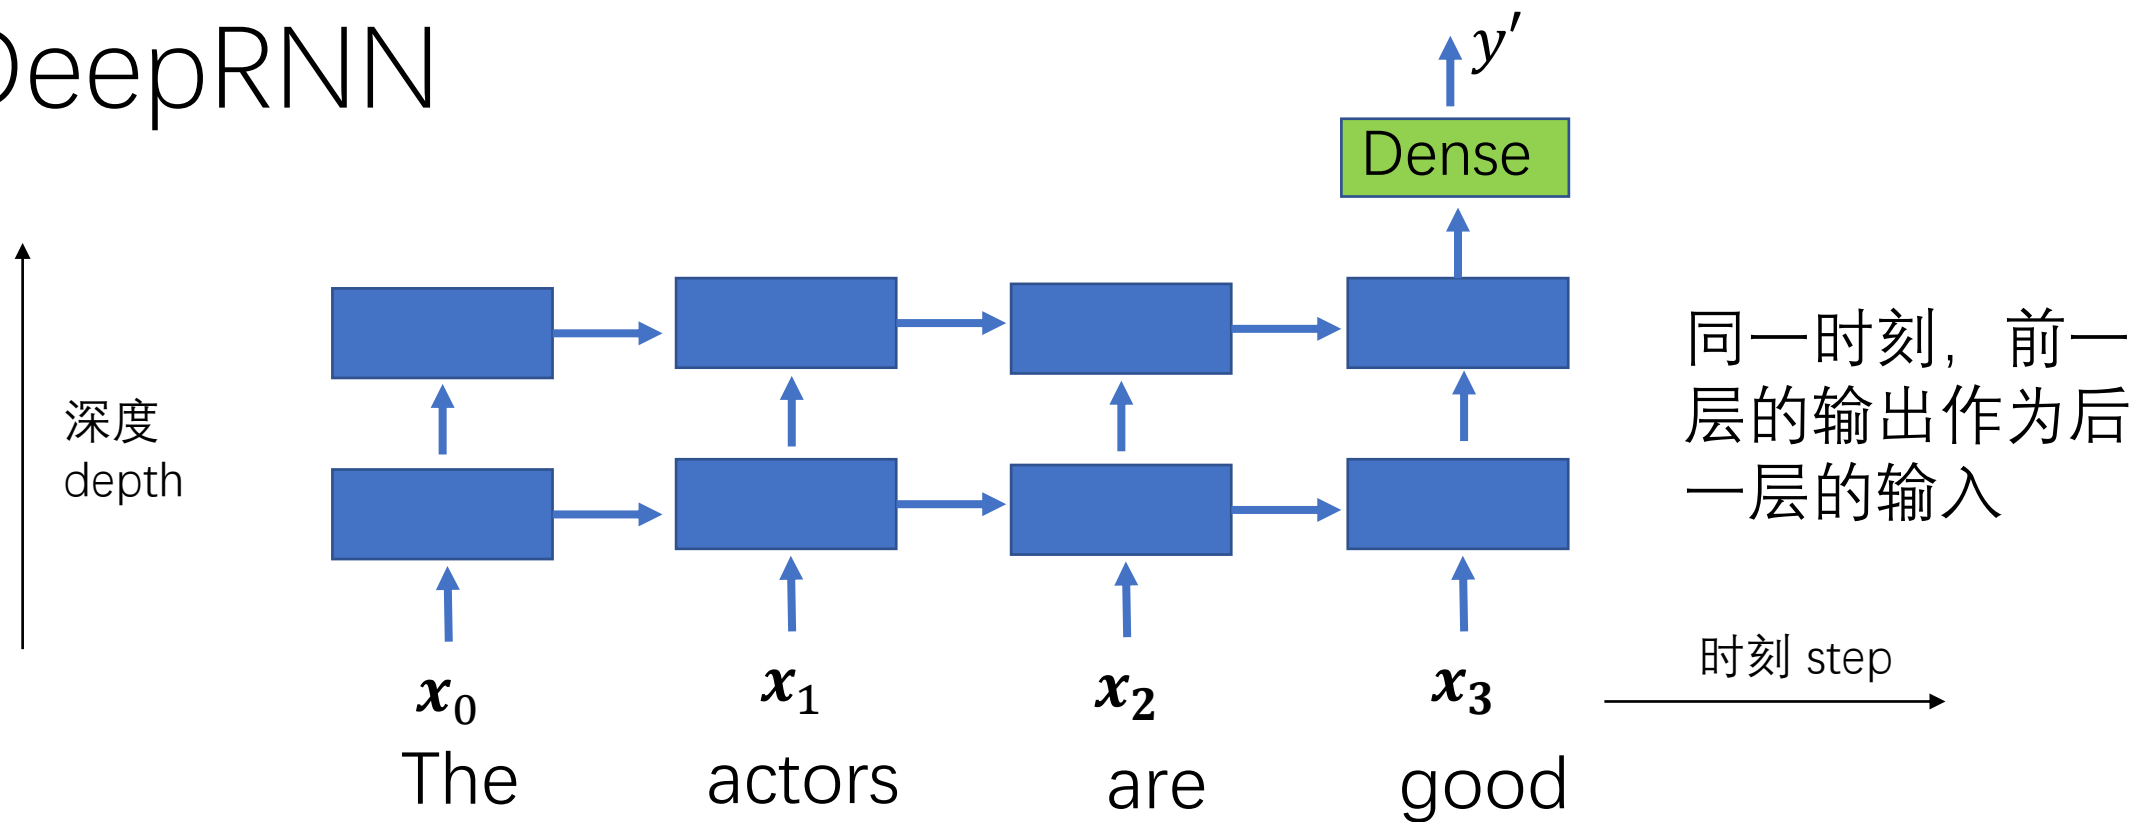 DeepRNN
y′
Dense
同一时刻，前一
层的输出作为后
一层的输入
深度
depth
时刻 step
x₀ x₁ x₂ x₃
The actors are good